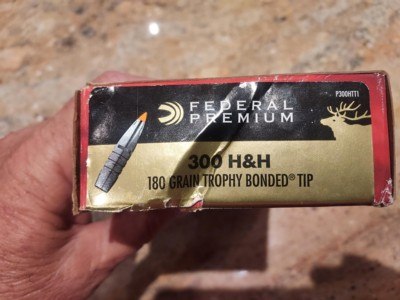 P300HTT1
FEDERAL
PREMIUM
300 H&H
180 GRAIN TROPHY BONDED® TIP